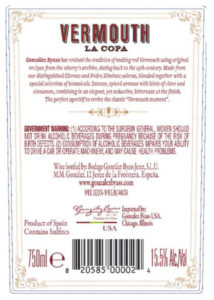 VERMOUTH
LA COPA
González Byass has revived the tradition of making red Vermouth using original
recipes from the winery's archive, dating back to the 19th century. Made from
our distinguished Oloroso and Pedro Ximénez soleras, blended together with a
special selection of botanicals. Intense, spiced aromas with hints of clove and
cinnamon, combining in an elegant, yet seductive, bitterness at the finish.
The perfect aperitif to revive the classic "Vermouth moment".
GOVERNMENT WARNING: (1) ACCORDING TO THE SURGEON GENERAL, WOMEN SHOULD
NOT DRINK ALCOHOLIC BEVERAGES DURING PREGNANCY BECAUSE OF THE RISK OF
BIRTH DEFECTS. (2) CONSUMPTION OF ALCOHOLIC BEVERAGES IMPAIRS YOUR ABILITY
TO DRIVE A CAR OR OPERATE MACHINERY, AND MAY CAUSE HEALTH PROBLEMS.
Wine bottled by: Bodega González Byass Jerez, S.L.U.
M.M. González, 12 Jerez de la Frontera, España.
www.gonzalezbyass.com
Product of Spain
Contains Sulfites
González Byass
USA
Imported by:
González Byass USA,
Chicago, Illinois
750ml e
8 20585 00002 4
15.5% Alc./Vol